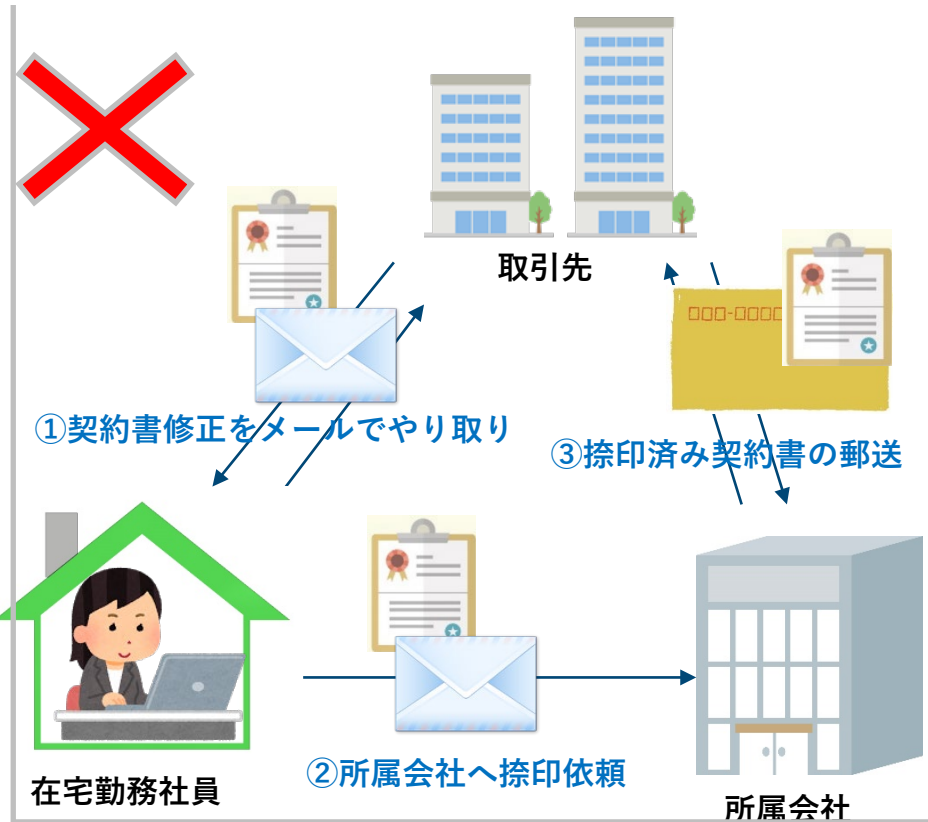 取引先
□□□-□□□□
①契約書修正をメールでやり取り
③捺印済み契約書の郵送
②所属会社へ捺印依頼
在宅勤務社員
所属会社